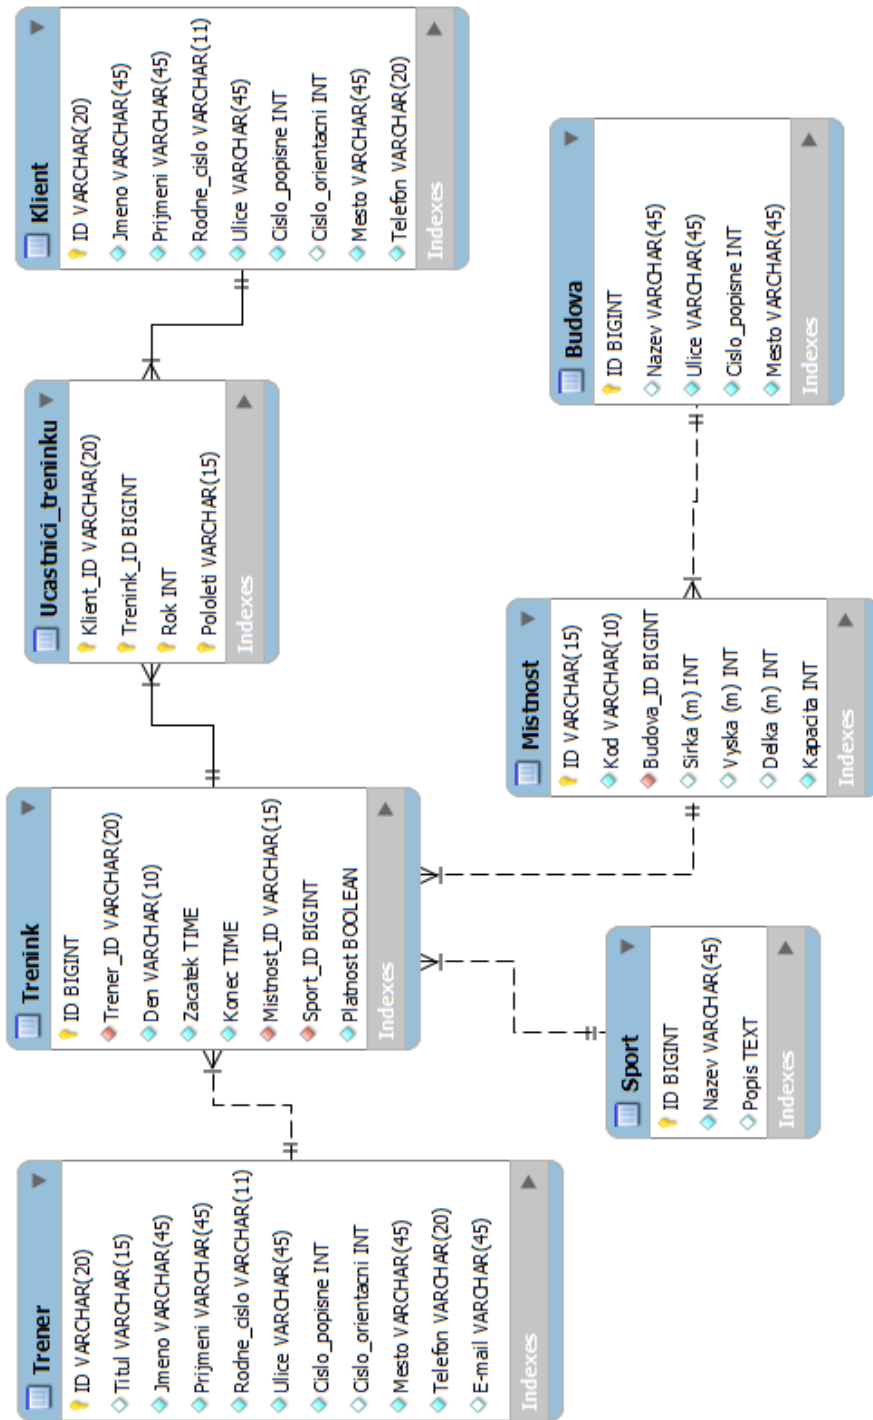 Trener
ID VARCHAR(20)
Titul VARCHAR(15)
Jmeno VARCHAR(45)
Prijmeni VARCHAR(45)
Rodne_cislo VARCHAR(11)
Ulice VARCHAR(45)
Cislo_popisne INT
Cislo_orientacni INT
Mesto VARCHAR(45)
Telefon VARCHAR(20)
E-mail VARCHAR(45)
Indexes
Trenink
ID BIGINT
Trener_ID VARCHAR(20)
Den VARCHAR(10)
Zacatek TIME
Konec TIME
Mistnost_ID VARCHAR(15)
Sport_ID BIGINT
Platnost BOOLEAN
Indexes
Ucastnici_treninku
Klient_ID VARCHAR(20)
Trenink_ID BIGINT
Rok INT
Pololeti VARCHAR(15)
Indexes
Klient
ID VARCHAR(20)
Jmeno VARCHAR(45)
Prijmeni VARCHAR(45)
Rodne_cislo VARCHAR(11)
Ulice VARCHAR(45)
Cislo_popisne INT
Cislo_orientacni INT
Mesto VARCHAR(45)
Telefon VARCHAR(20)
Indexes
Sport
ID BIGINT
Nazev VARCHAR(45)
Popis TEXT
Indexes
Mistnost
ID VARCHAR(15)
Kod VARCHAR(10)
Budova_ID BIGINT
Sirka (m) INT
Vyska (m) INT
Delka (m) INT
Kapacita INT
Indexes
Budova
ID BIGINT
Nazev VARCHAR(45)
Ulice VARCHAR(45)
Cislo_popisne INT
Mesto VARCHAR(45)
Indexes